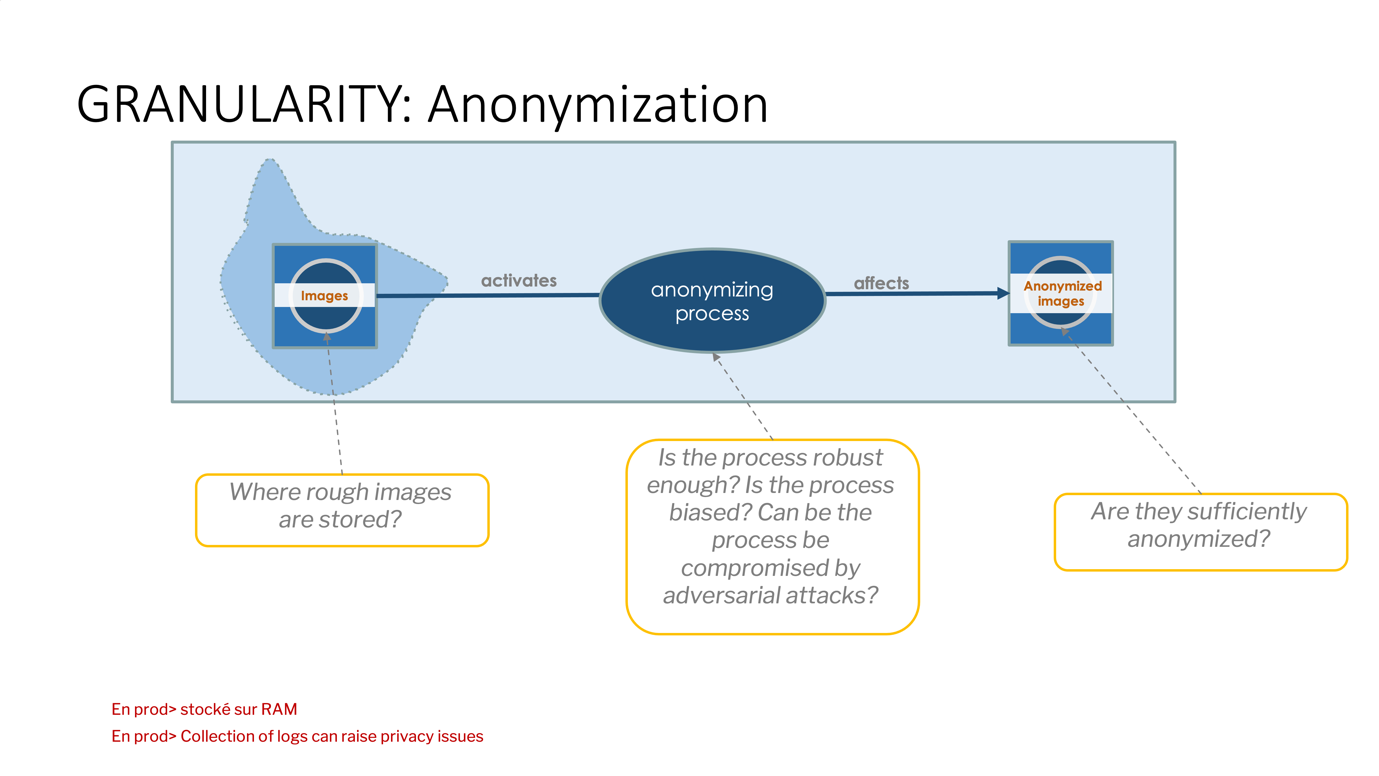 GRANULARITY: Anonymization
Images
activates
anonymizing
process
affects
Anonymized
images
Where rough images
are stored?
Is the process robust
enough? Is the process
biased? Can be the
process be
compromised by
adversarial attacks?
Are they sufficiently
anonymized?
En prod> stocké sur RAM
En prod> Collection of logs can raise privacy issues